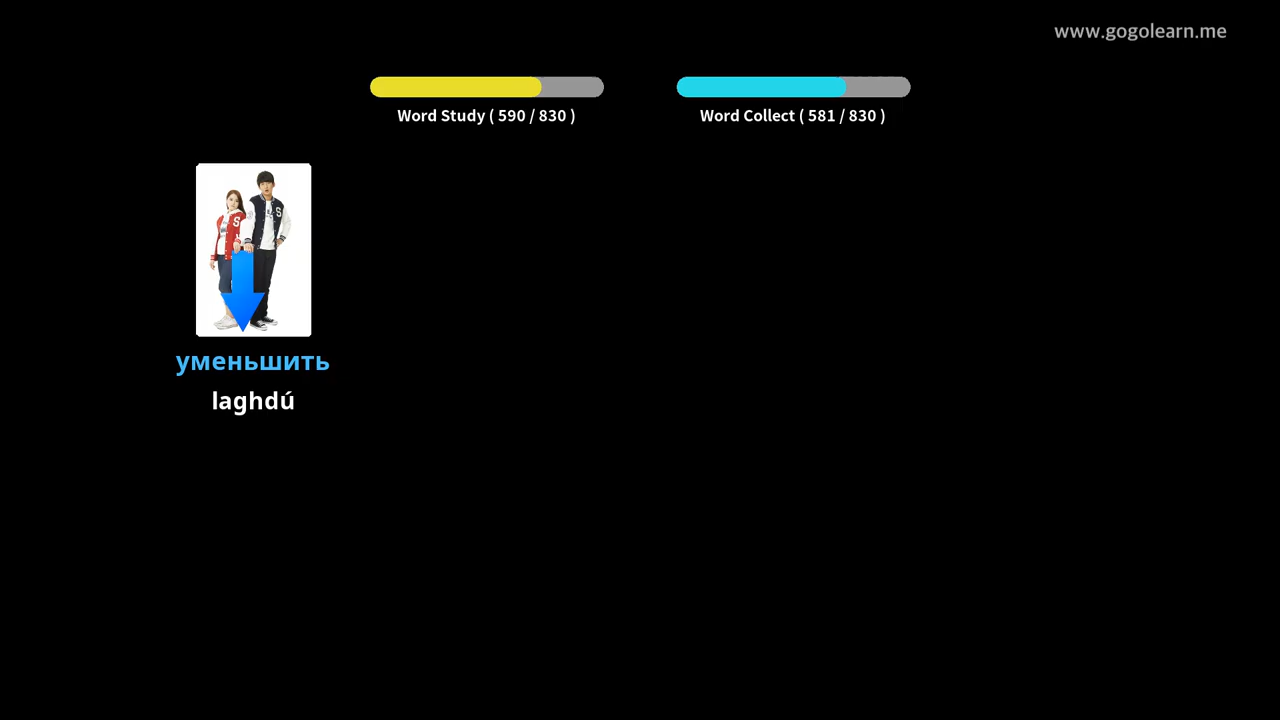 www.gogolearn.me
Word Study ( 590 / 830 )
Word Collect ( 581 / 830 )
S
S
уменьшить
laghdú